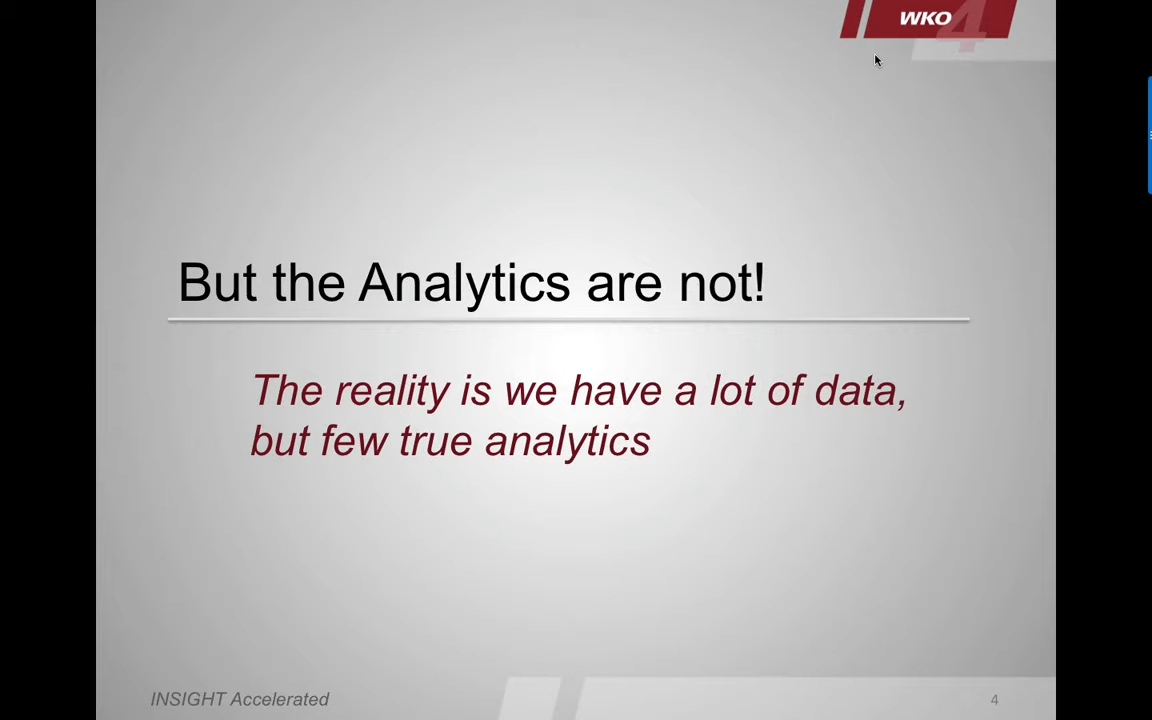 WKO 4
But the Analytics are not!
The reality is we have a lot of data,
but few true analytics
INSIGHT Accelerated
4